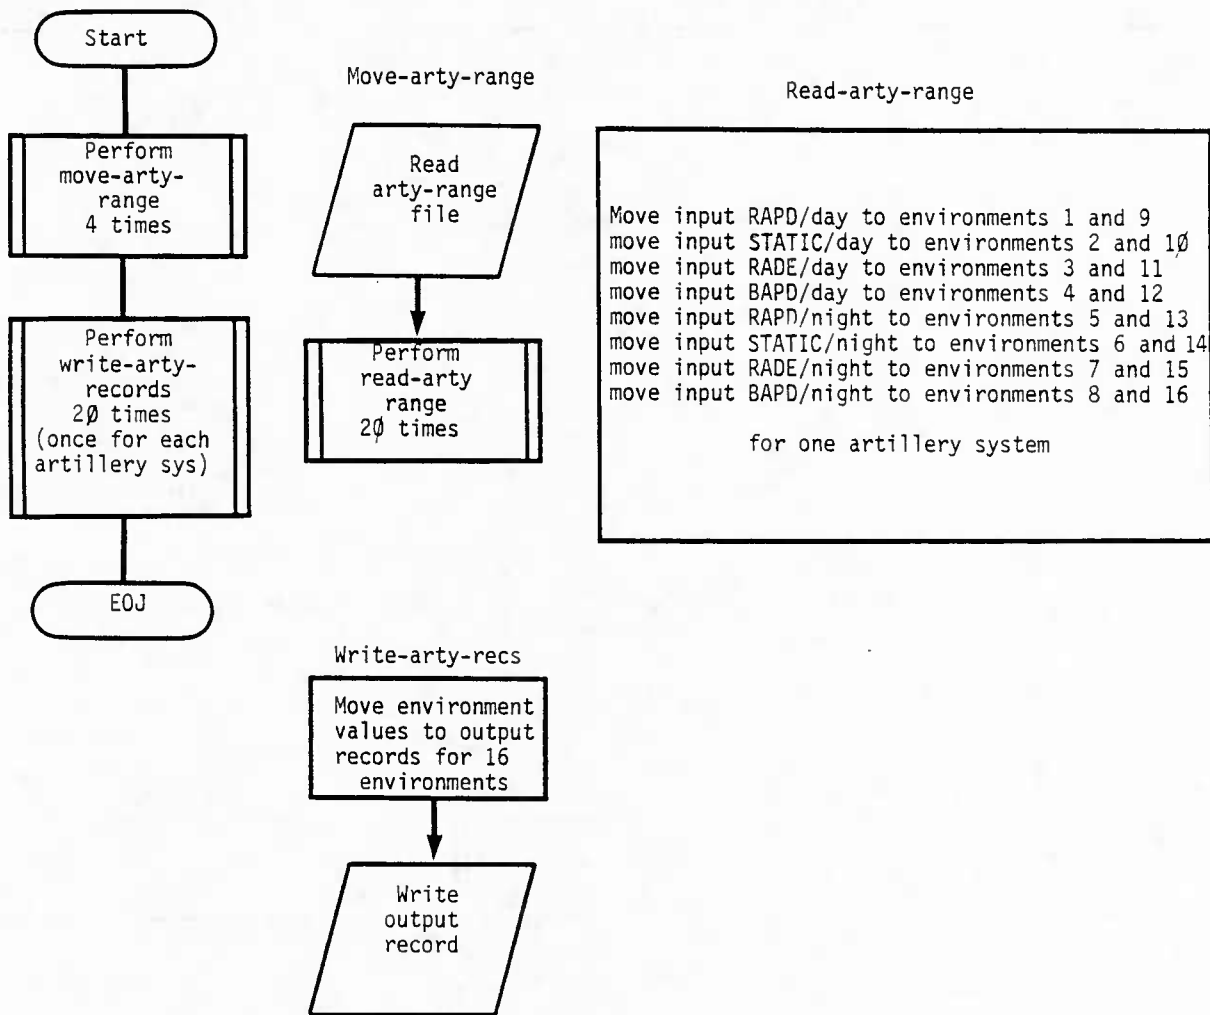 Start
Perform
move-arty-
range
4 times
Perform
write-arty-
records
2Ø times
(once for each
artillery sys)
EOJ
Move-arty-range
Read
arty-range
file
Perform
read-arty
range
2Ø times
Read-arty-range
Move input RAPD/day to environments 1 and 9
move input STATIC/day to environments 2 and 1Ø
move input RADE/day to environments 3 and 11
move input BAPD/day to environments 4 and 12
move input RAPD/night to environments 5 and 13
move input STATIC/night to environments 6 and 14
move input RADE/night to environments 7 and 15
move input BAPD/night to environments 8 and 16
for one artillery system
Write-arty-recs
Move environment
values to output
records for 16
environments
Write
output
record